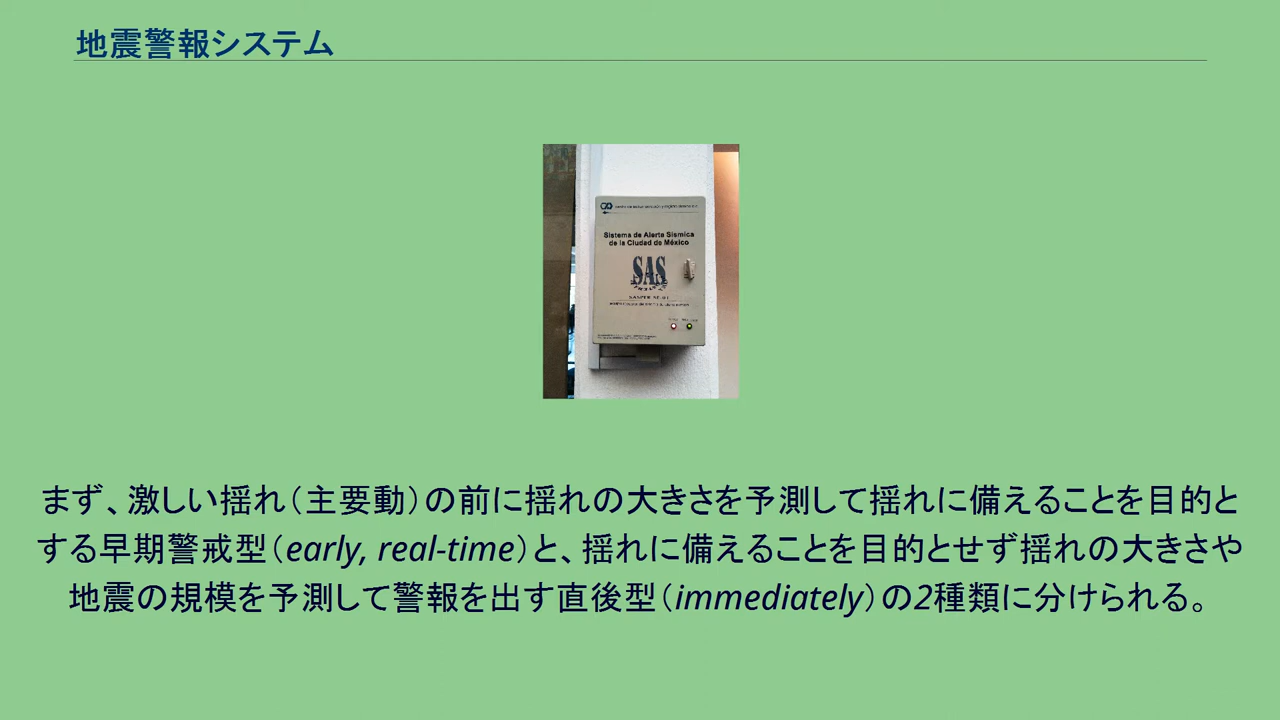 地震警報システム
Sistema de Alerta Sísmica
de la Ciudad de México
SAS
まず、激しい揺れ（主要動）の前に揺れの大きさを予測して揺れに備えることを目的と
する早期警戒型（early, real-time）と、揺れに備えることを目的とせず揺れの大きさや
地震の規模を予測して警報を出す直後型（immediately）の2種類に分けられる。